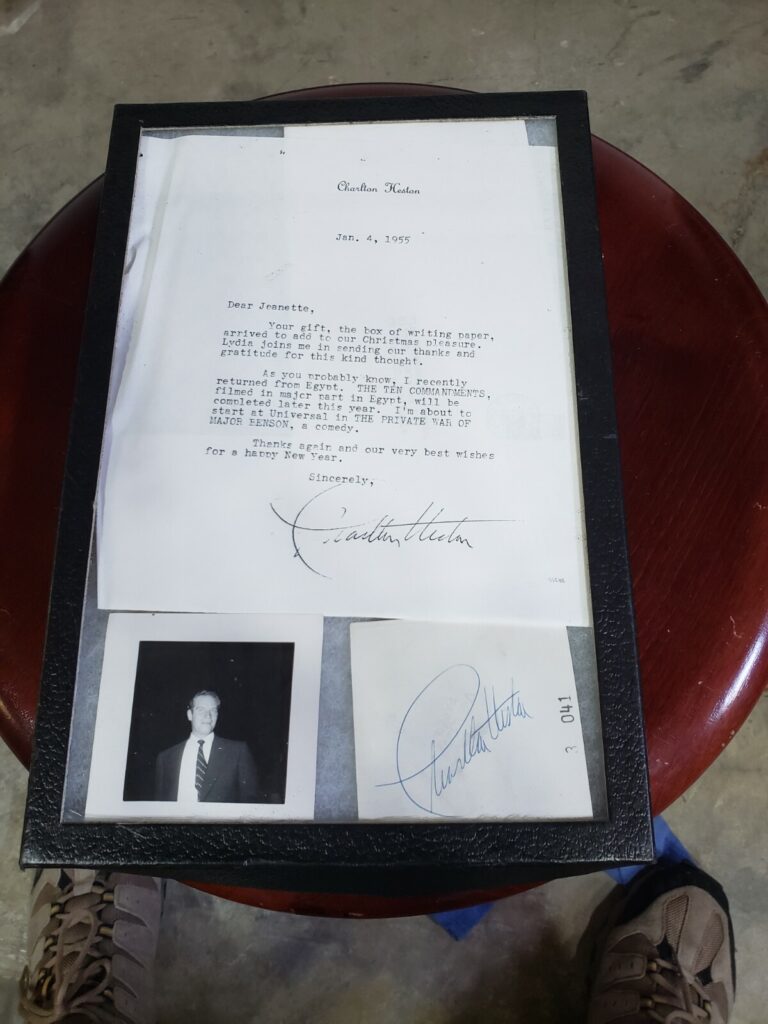 Charlton Heston
Jan. 4, 1955
Dear Jeanette,
Your gift, the box of writing paper,
arrived to add to our Christmas pleasure.
Lydia joins me in sending our thanks and
gratitude for this kind thought.
As you probably know, I recently
returned from Egypt. THE TEN COMMANDMENTS,
filmed in major part in Egypt, will be
completed later this year. I'm about to
start at Universal in THE PRIVATE WAR OF
MAJOR BENSON, a comedy.
Thanks again and our very best wishes
for a happy New Year.
Sincerely,
Charlton Heston
Charlton Heston
3 041